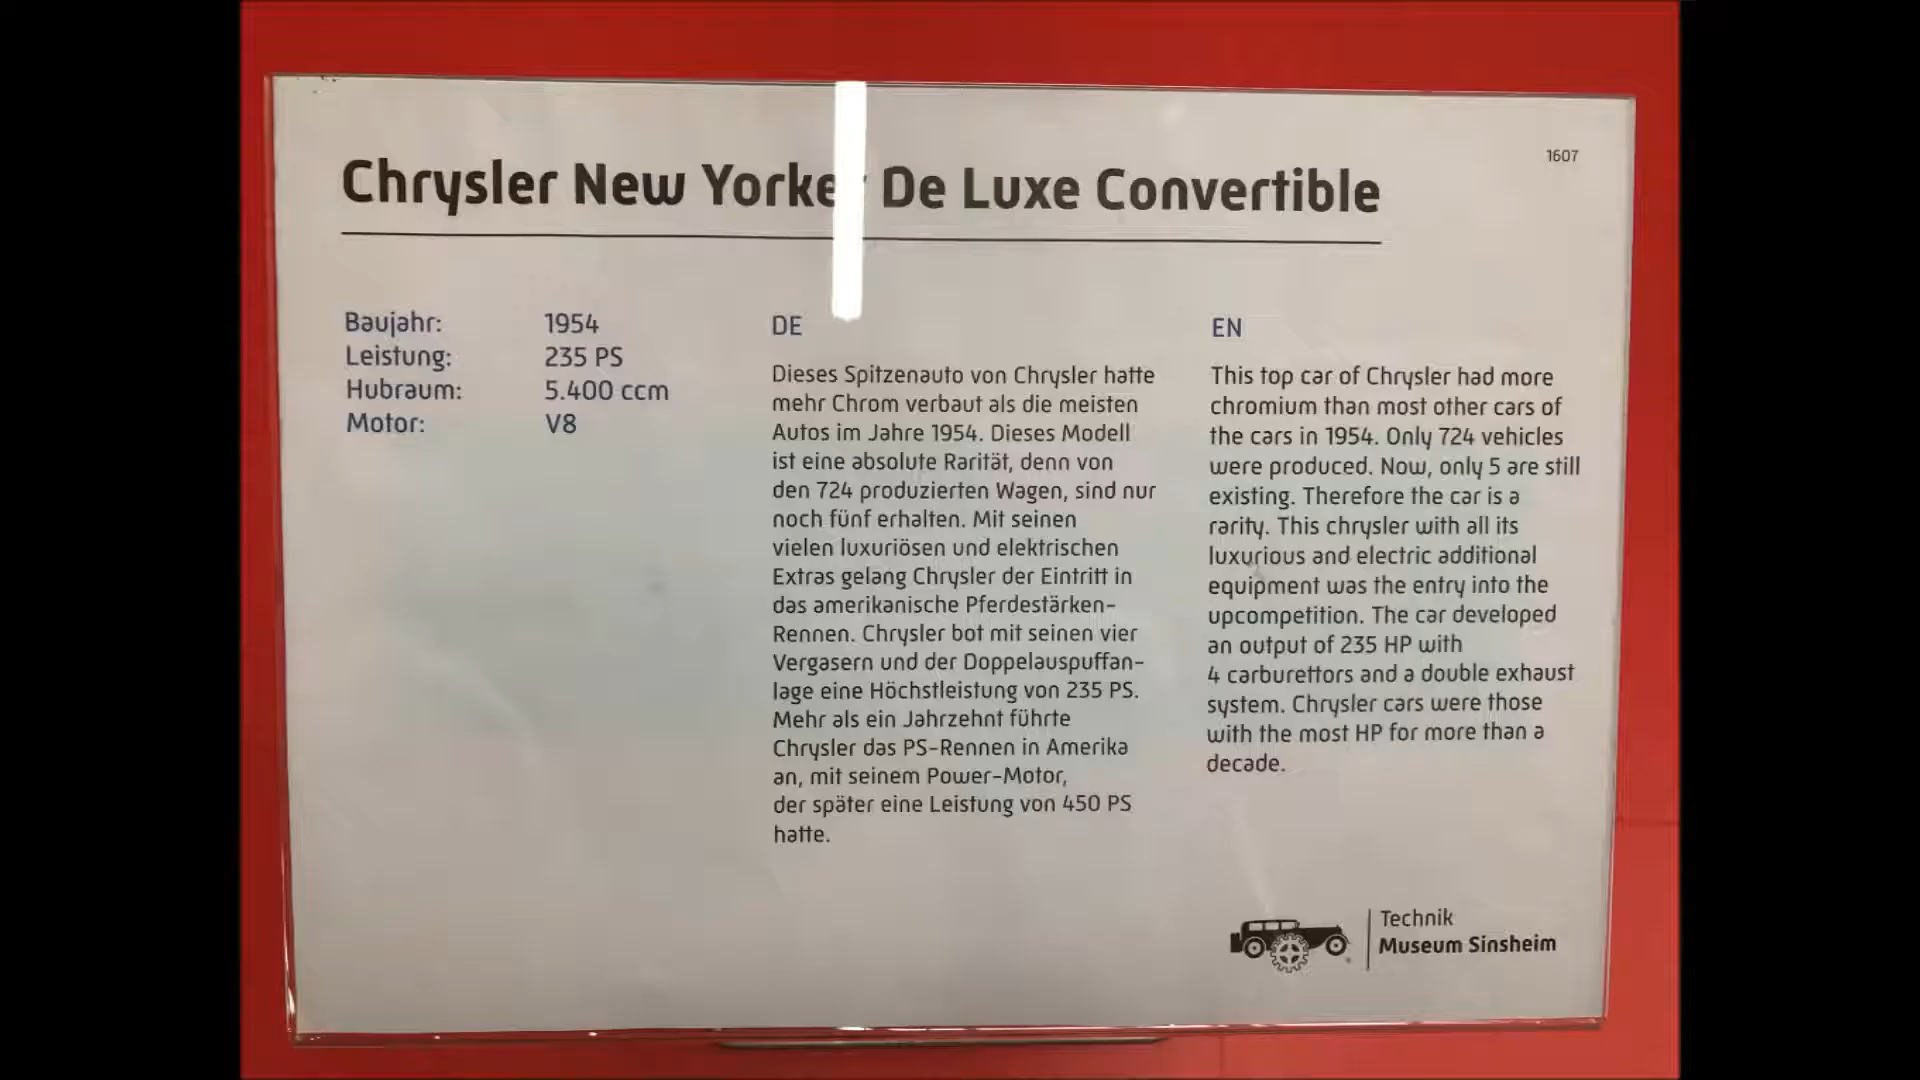 1607
Chrysler New Yorker De Luxe Convertible
Baujahr: 1954
Leistung: 235 PS
Hubraum: 5.400 ccm
Motor: V8
DE
Dieses Spitzenauto von Chrysler hatte
mehr Chrom verbaut als die meisten
Autos im Jahre 1954. Dieses Modell
ist eine absolute Rarität, denn von
den 724 produzierten Wagen, sind nur
noch fünf erhalten. Mit seinen
vielen luxuriösen und elektrischen
Extras gelang Chrysler der Eintritt in
das amerikanische Pferdestärken-
Rennen. Chrysler bot mit seinen vier
Vergasern und der Doppelauspuffan-
lage eine Höchstleistung von 235 PS.
Mehr als ein Jahrzehnt führte
Chrysler das PS-Rennen in Amerika
an, mit seinem Power-Motor,
der später eine Leistung von 450 PS
hatte.
EN
This top car of Chrysler had more
chromium than most other cars of
the cars in 1954. Only 724 vehicles
were produced. Now, only 5 are still
existing. Therefore the car is a
rarity. This chrysler with all its
luxurious and electric additional
equipment was the entry into the
upcompetition. The car developed
an output of 235 HP with
4 carburettors and a double exhaust
system. Chrysler cars were those
with the most HP for more than a
decade.
Technik
Museum Sinsheim